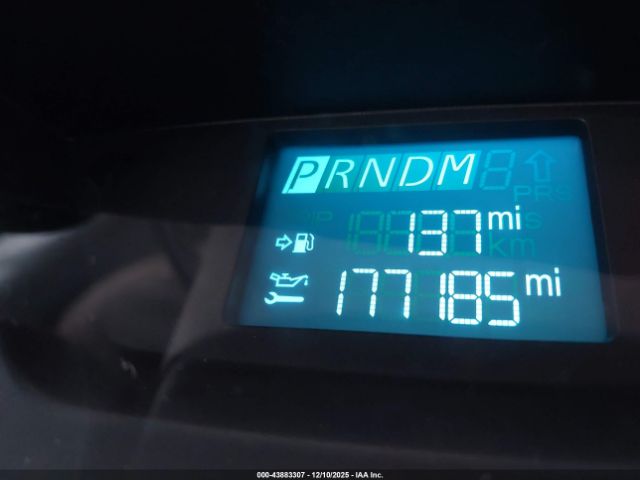 PRNDM
137 mi
177185 mi
000-43883307 - 12/10/2025 - IAA Inc.